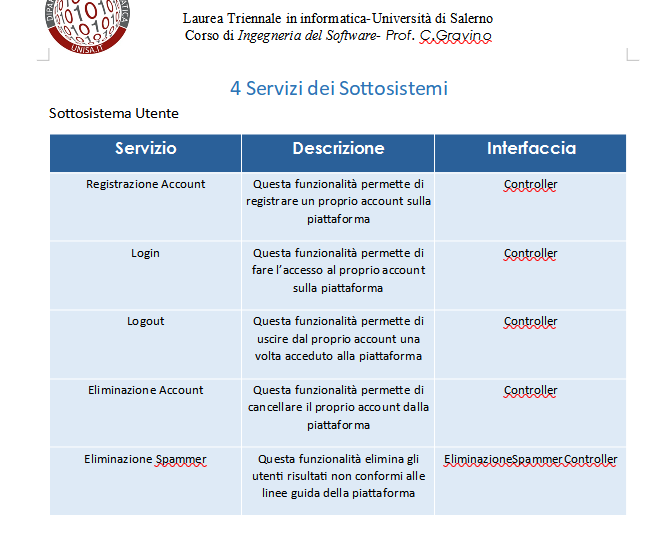 Laurea Triennale in informatica-Università di Salerno
Corso di Ingegneria del Software- Prof. C.Gravino
UNISA.IT
4 Servizi dei Sottosistemi
Sottosistema Utente
Servizio Descrizione Interfaccia
Registrazione Account Questa funzionalità permette di Controller
registrare un proprio account sulla
piattaforma
Login Questa funzionalità permette di Controller
fare l'accesso al proprio account
sulla piattaforma
Logout Questa funzionalità permette di Controller
uscire dal proprio account una
volta acceduto alla piattaforma
Eliminazione Account Questa funzionalità permette di Controller
cancellare il proprio account dalla
piattaforma
Eliminazione Spammer Questa funzionalità elimina gli EliminazioneSpammerController
utenti risultati non conformi alle
linee guida della piattaforma